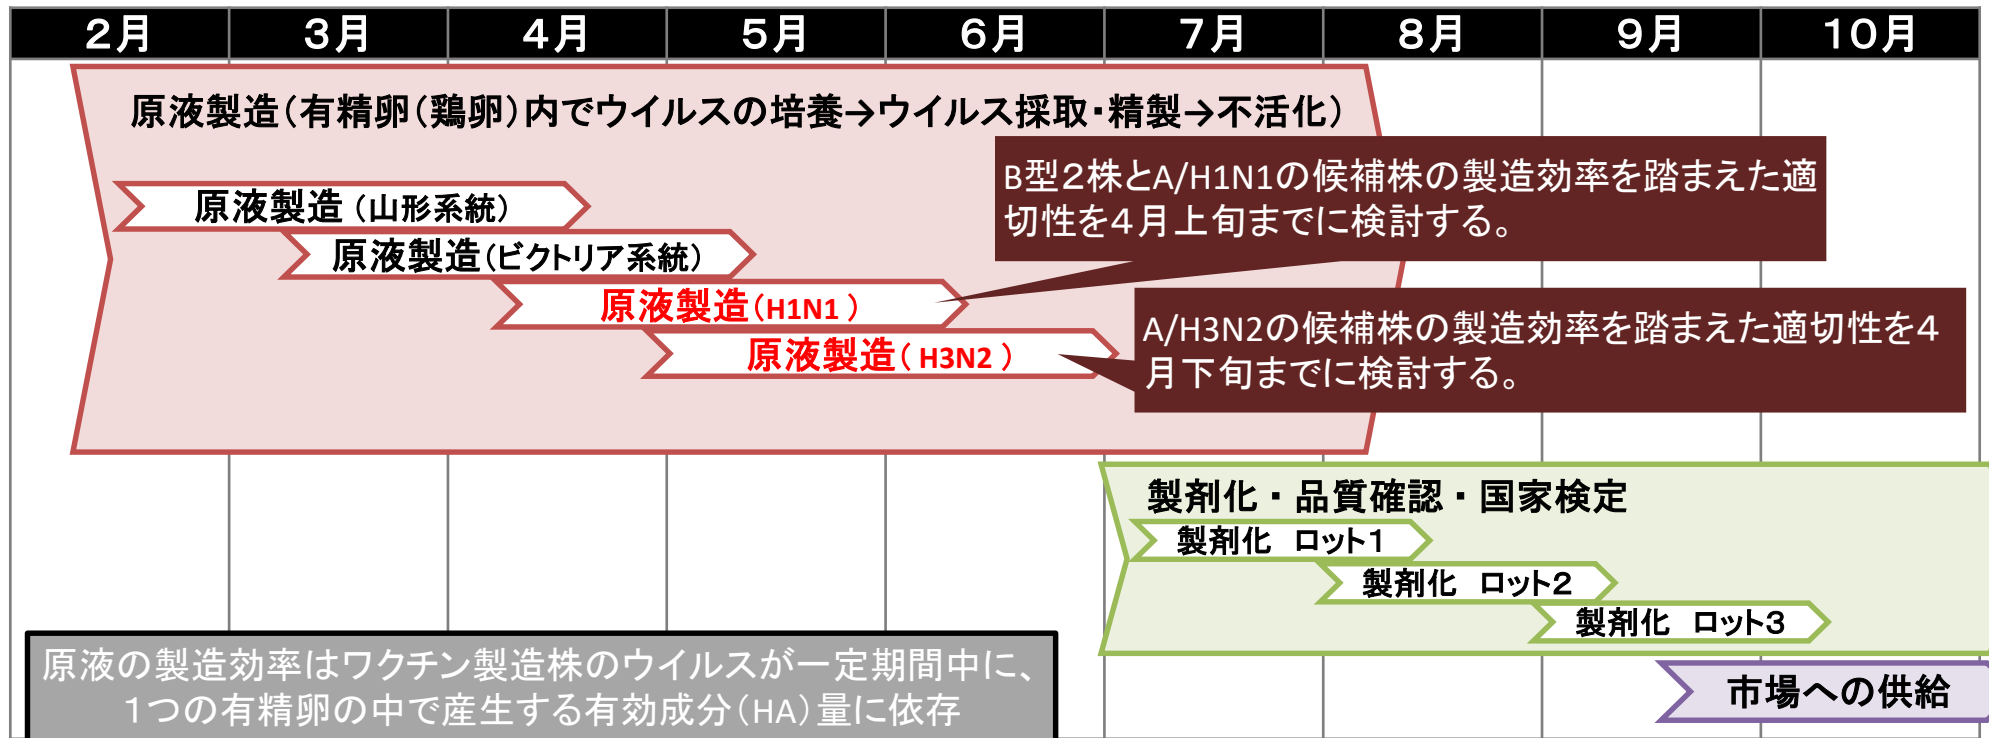 2月 3月 4月 5月 6月 7月 8月 9月 10月
原液製造(有精卵(鶏卵)内でウイルスの培養→ウイルス採取・精製→不活化)
原液製造(山形系統)
原液製造(ビクトリア系統)
原液製造(H1N1 )
原液製造( H3N2 )
B型2株とA/H1N1の候補株の製造効率を踏まえた適
切性を4月上旬までに検討する。
A/H3N2の候補株の製造効率を踏まえた適切性を4
月下旬までに検討する。
製剤化・品質確認・国家検定
製剤化 ロット1
製剤化 ロット2
製剤化 ロット3
市場への供給
原液の製造効率はワクチン製造株のウイルスが一定期間中に、
1つの有精卵の中で産生する有効成分(HA)量に依存